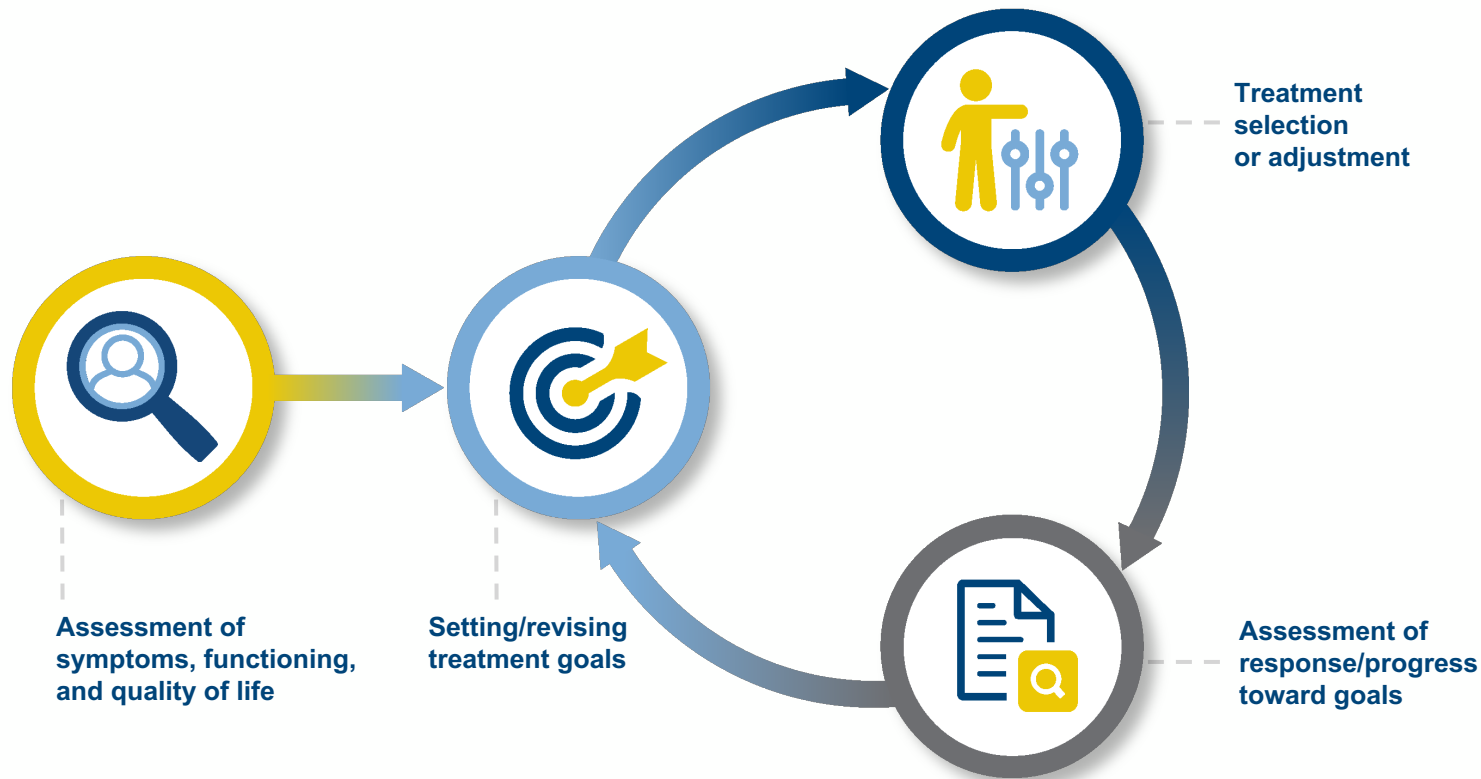 Treatment
selection
or adjustment
Assessment of
symptoms, functioning,
and quality of life
Setting/revising
treatment goals
Assessment of
response/progress
toward goals